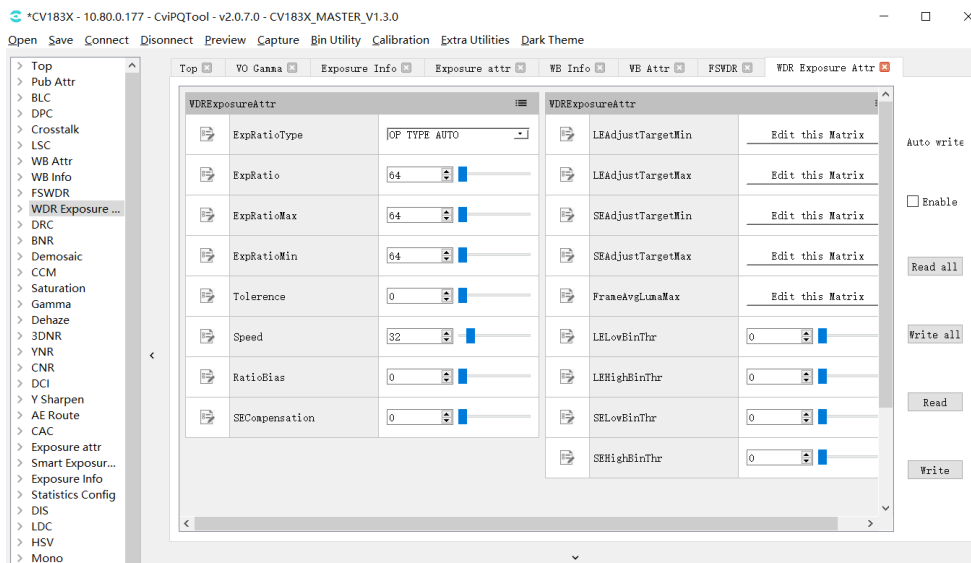 *CV183X - 10.80.0.177 - CviPQTool - v2.0.7.0 - CV183X_MASTER_V1.3.0
Open Save Connect Disonnect Preview Capture Bin Utility Calibration Extra Utilities Dark Theme
Top
Pub Attr
BLC
DPC
Crosstalk
LSC
WB Attr
WB Info
FSWDR
WDR Exposure ...
DRC
BNR
Demosaic
CCM
Saturation
Gamma
Dehaze
3DNR
YNR
CNR
DCI
Y Sharpen
AE Route
CAC
Exposure attr
Smart Exposur...
Exposure Info
Statistics Config
DIS
LDC
HSV
Mono
Top VO Gamma Exposure Info Exposure attr WB Info WB Attr FSWDR WDR Exposure Attr
WDRExposureAttr
ExpRatioType OP TYPE AUTO
ExpRatio 64
ExpRatioMax 64
ExpRatioMin 64
Tolerence 0
Speed 32
RatioBias 0
SECompensation 0
WDRExposureAttr
LEAdjustTargetMin Edit this Matrix
LEAdjustTargetMax Edit this Matrix
SEAdjustTargetMin Edit this Matrix
SEAdjustTargetMax Edit this Matrix
FrameAvgLumaMax Edit this Matrix
LELowBinThr 0
LEHighBinThr 0
SELowBinThr 0
SEHighBinThr 0
Auto write
Enable
Read all
Write all
Read
Write